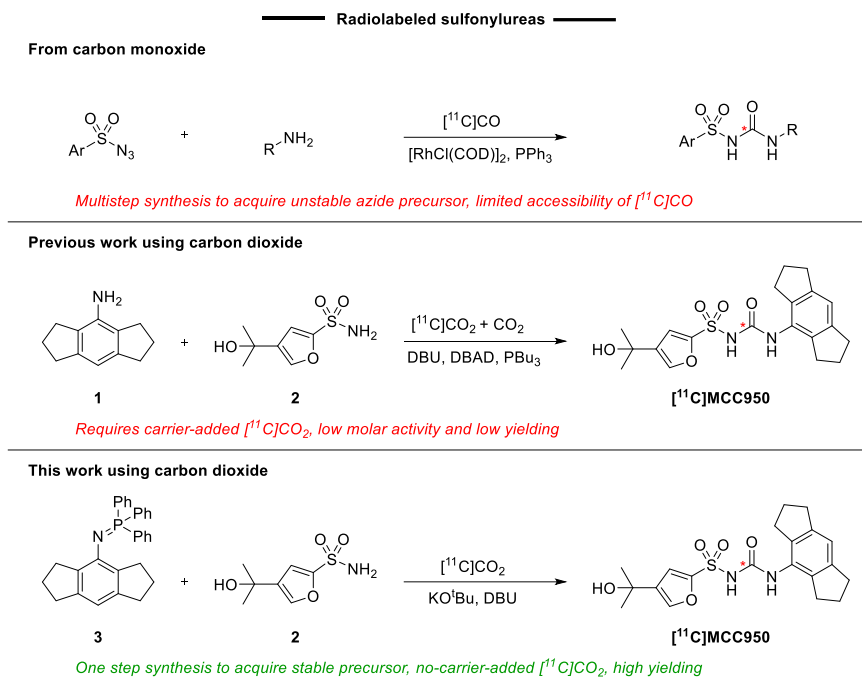 Radiolabeled sulfonylureas
From carbon monoxide
O O
S
Ar N₃
+
R NH₂
[¹¹C]CO
[RhCl(COD)]₂, PPh₃
O O O
Ar S * R
N H N H
Multistep synthesis to acquire unstable azide precursor, limited accessibility of [¹¹C]CO
Previous work using carbon dioxide
NH₂
1
+
O O
S NH₂
HO
O
2
[¹¹C]CO₂ + CO₂
DBU, DBAD, PBu₃
O O O
S *
N H N H
HO
O
[¹¹C]MCC950
Requires carrier-added [¹¹C]CO₂, low molar activity and low yielding
This work using carbon dioxide
Ph
Ph
N P
Ph
3
+
O O
S NH₂
HO
O
2
[¹¹C]CO₂
KOᵗBu, DBU
O O O
S *
N H N H
HO
O
[¹¹C]MCC950
One step synthesis to acquire stable precursor, no-carrier-added [¹¹C]CO₂, high yielding